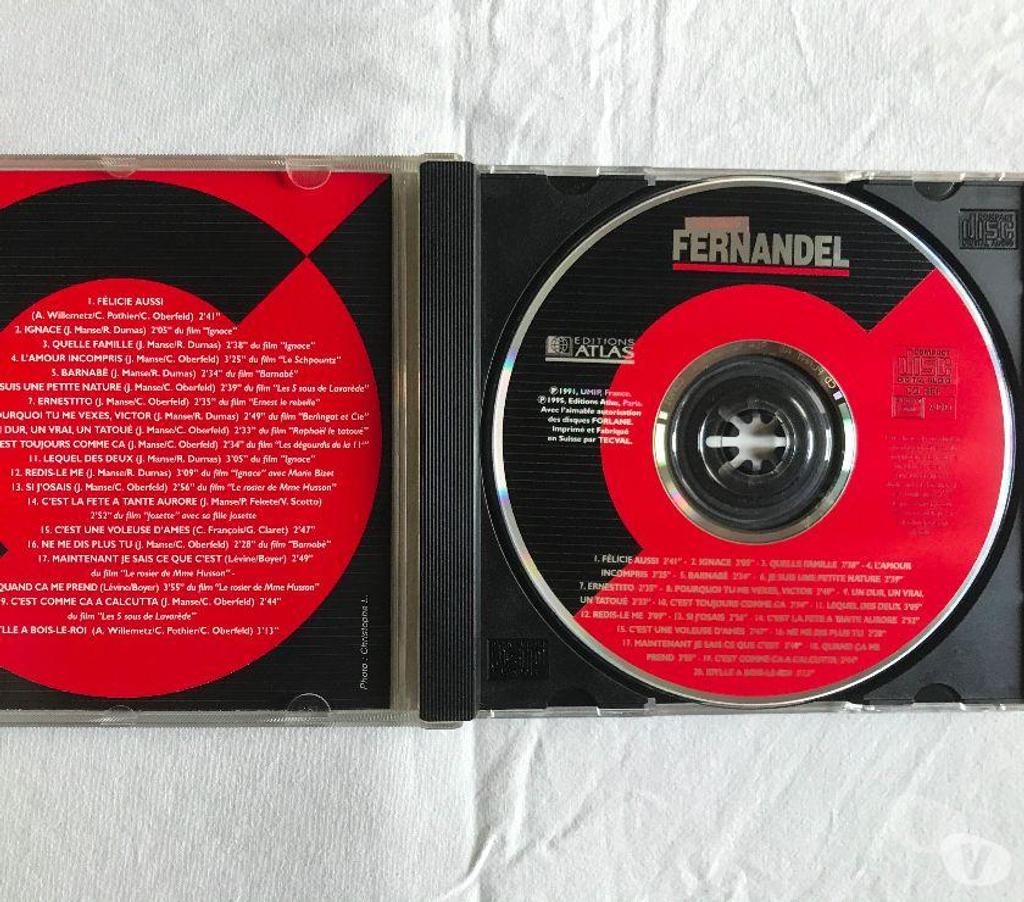 1. FÉLICIE AUSSI
(A. Willemetz/C. Pothier/C. Oberfeld) 2'41"
2. IGNACE (J. Manse/R. Dumas) 2'05" du film "Ignace"
3. QUELLE FAMILLE (J. Manse/R. Dumas) 2'38" du film "Ignace"
4. L'AMOUR INCOMPRIS (J. Manse/C. Oberfeld) 3'25" du film "Le Schpountz"
5. BARNABÉ (J. Manse/R. Dumas) 2'34" du film "Barnabé"
SUIS UNE PETITE NATURE (J. Manse/C. Oberfeld) 2'39" du film "Les 5 sous de Lavarède"
7. ERNESTITO (J. Manse/C. Oberfeld) 2'35" du film "Ernest le rebelle"
OURQUOI TU ME VEXES, VICTOR (J. Manse/R. Dumas) 2'49" du film "Berlingot et Cie"
DUR, UN VRAI, UN TATOUÉ (J. Manse/C. Oberfeld) 2'33" du film "Raphaël le tatoué"
EST TOUJOURS COMME CA (J. Manse/C. Oberfeld) 2'34" du film "Les dégourdis de la 11e"
11. LEQUEL DES DEUX (J. Manse/R. Dumas) 3'05" du film "Ignace"
12. REDIS-LE ME (J. Manse/R. Dumas) 3'09" du film "Ignace" avec Marie Bizet
13. SI J'OSAIS (J. Manse/C. Oberfeld) 2'56" du film "Le rosier de Mme Husson"
14. C'EST LA FETE A TANTE AURORE (J. Manse/P. Fekete/V. Scotto)
2'52" du film "Josette" avec sa fille Josette
15. C'EST UNE VOLEUSE D'AMES (C. François/G. Claret) 2'47"
16. NE ME DIS PLUS TU (J. Manse/C. Oberfeld) 2'28" du film "Barnabé"
17. MAINTENANT JE SAIS CE QUE C'EST (Lévine/Boyer) 2'49"
du film "Le rosier de Mme Husson" -
QUAND CA ME PREND (Lévine/Boyer) 3'55" du film "Le rosier de Mme Husson"
9. C'EST COMME CA A CALCUTTA (J. Manse/C. Oberfeld) 2'44"
du film "Les 5 sous de Lavarède"
YLLE A BOIS-LE-ROI (A. Willemetz/C. Pothier/C. Oberfeld) 3'13"
Photo : Christophe L.
FERNANDEL
EDITIONS
ATLAS
℗ 1991, UMIP, France.
℗ 1995, Editions Atlas, Paris.
Avec l'aimable autorisation
des disques FORLANE.
Imprimé et Fabriqué
en Suisse par TECVAL.
COMPACT
DISC
DIGITAL AUDIO
COMPACT
DISC
DIGITAL AUDIO
1. FÉLICIE AUSSI 2'41" - 2. IGNACE 2'05" - 3. QUELLE FAMILLE 2'38" - 4. L'AMOUR
INCOMPRIS 3'25" - 5. BARNABÉ 2'34" - 6. JE SUIS UNE PETITE NATURE 2'39"
7. ERNESTITO 2'35" - 8. POURQUOI TU ME VEXES, VICTOR 2'49" - 9. UN DUR, UN VRAI,
UN TATOUÉ 2'33" - 10. C'EST TOUJOURS COMME CA 2'34" - 11. LEQUEL DES DEUX 3'05"
12. REDIS-LE ME 3'09" - 13. SI J'OSAIS 2'56" - 14. C'EST LA FETE A TANTE AURORE 2'52"
15. C'EST UNE VOLEUSE D'AMES 2'47" - 16. NE ME DIS PLUS TU 2'28"
17. MAINTENANT JE SAIS CE QUE C'EST 2'49" - 18. QUAND CA ME
PREND 3'55" - 19. C'EST COMME CA A CALCUTTA 2'44"
20. IDYLLE A BOIS-LE-ROI 3'13"